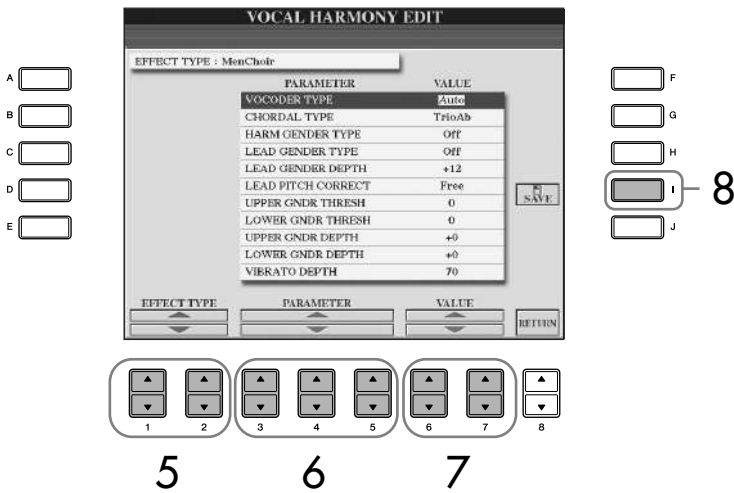 VOCAL HARMONY EDIT
EFFECT TYPE : MenChoir
PARAMETER VALUE
VOCODER TYPE Auto
CHORDAL TYPE TrioAb
HARM GENDER TYPE Off
LEAD GENDER TYPE Off
LEAD GENDER DEPTH +12
LEAD PITCH CORRECT Free
UPPER GNDR THRESH 0
LOWER GNDR THRESH 0
UPPER GNDR DEPTH +0
LOWER GNDR DEPTH +0
VIBRATO DEPTH 70
SAVE
EFFECT TYPE PARAMETER VALUE
RETURN
A
B
C
D
E
F
G
H
I
J
8
1 2 3 4 5 6 7 8
5 6 7